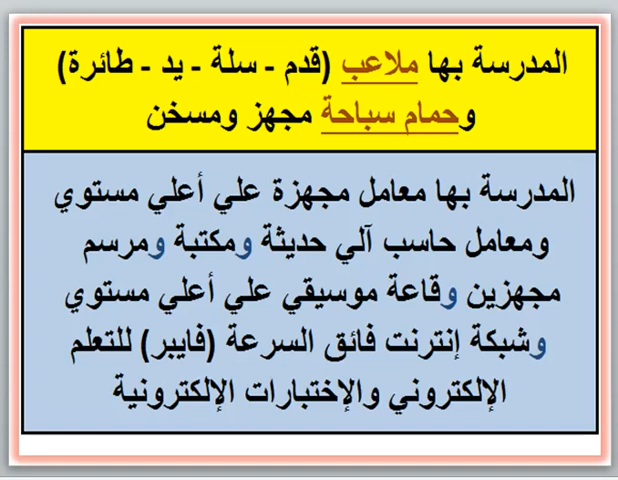 المدرسة بها ملاعب (قدم - سلة - يد - طائرة)
وحمام سباحة مجهز ومسخن
المدرسة بها معامل مجهزة علي أعلي مستوي
ومعامل حاسب آلي حديثة ومكتبة ومرسم
مجهزين وقاعة موسيقي علي أعلي مستوي
وشبكة إنترنت فائق السرعة (فايبر) للتعلم
الإلكتروني والإختبارات الإلكترونية